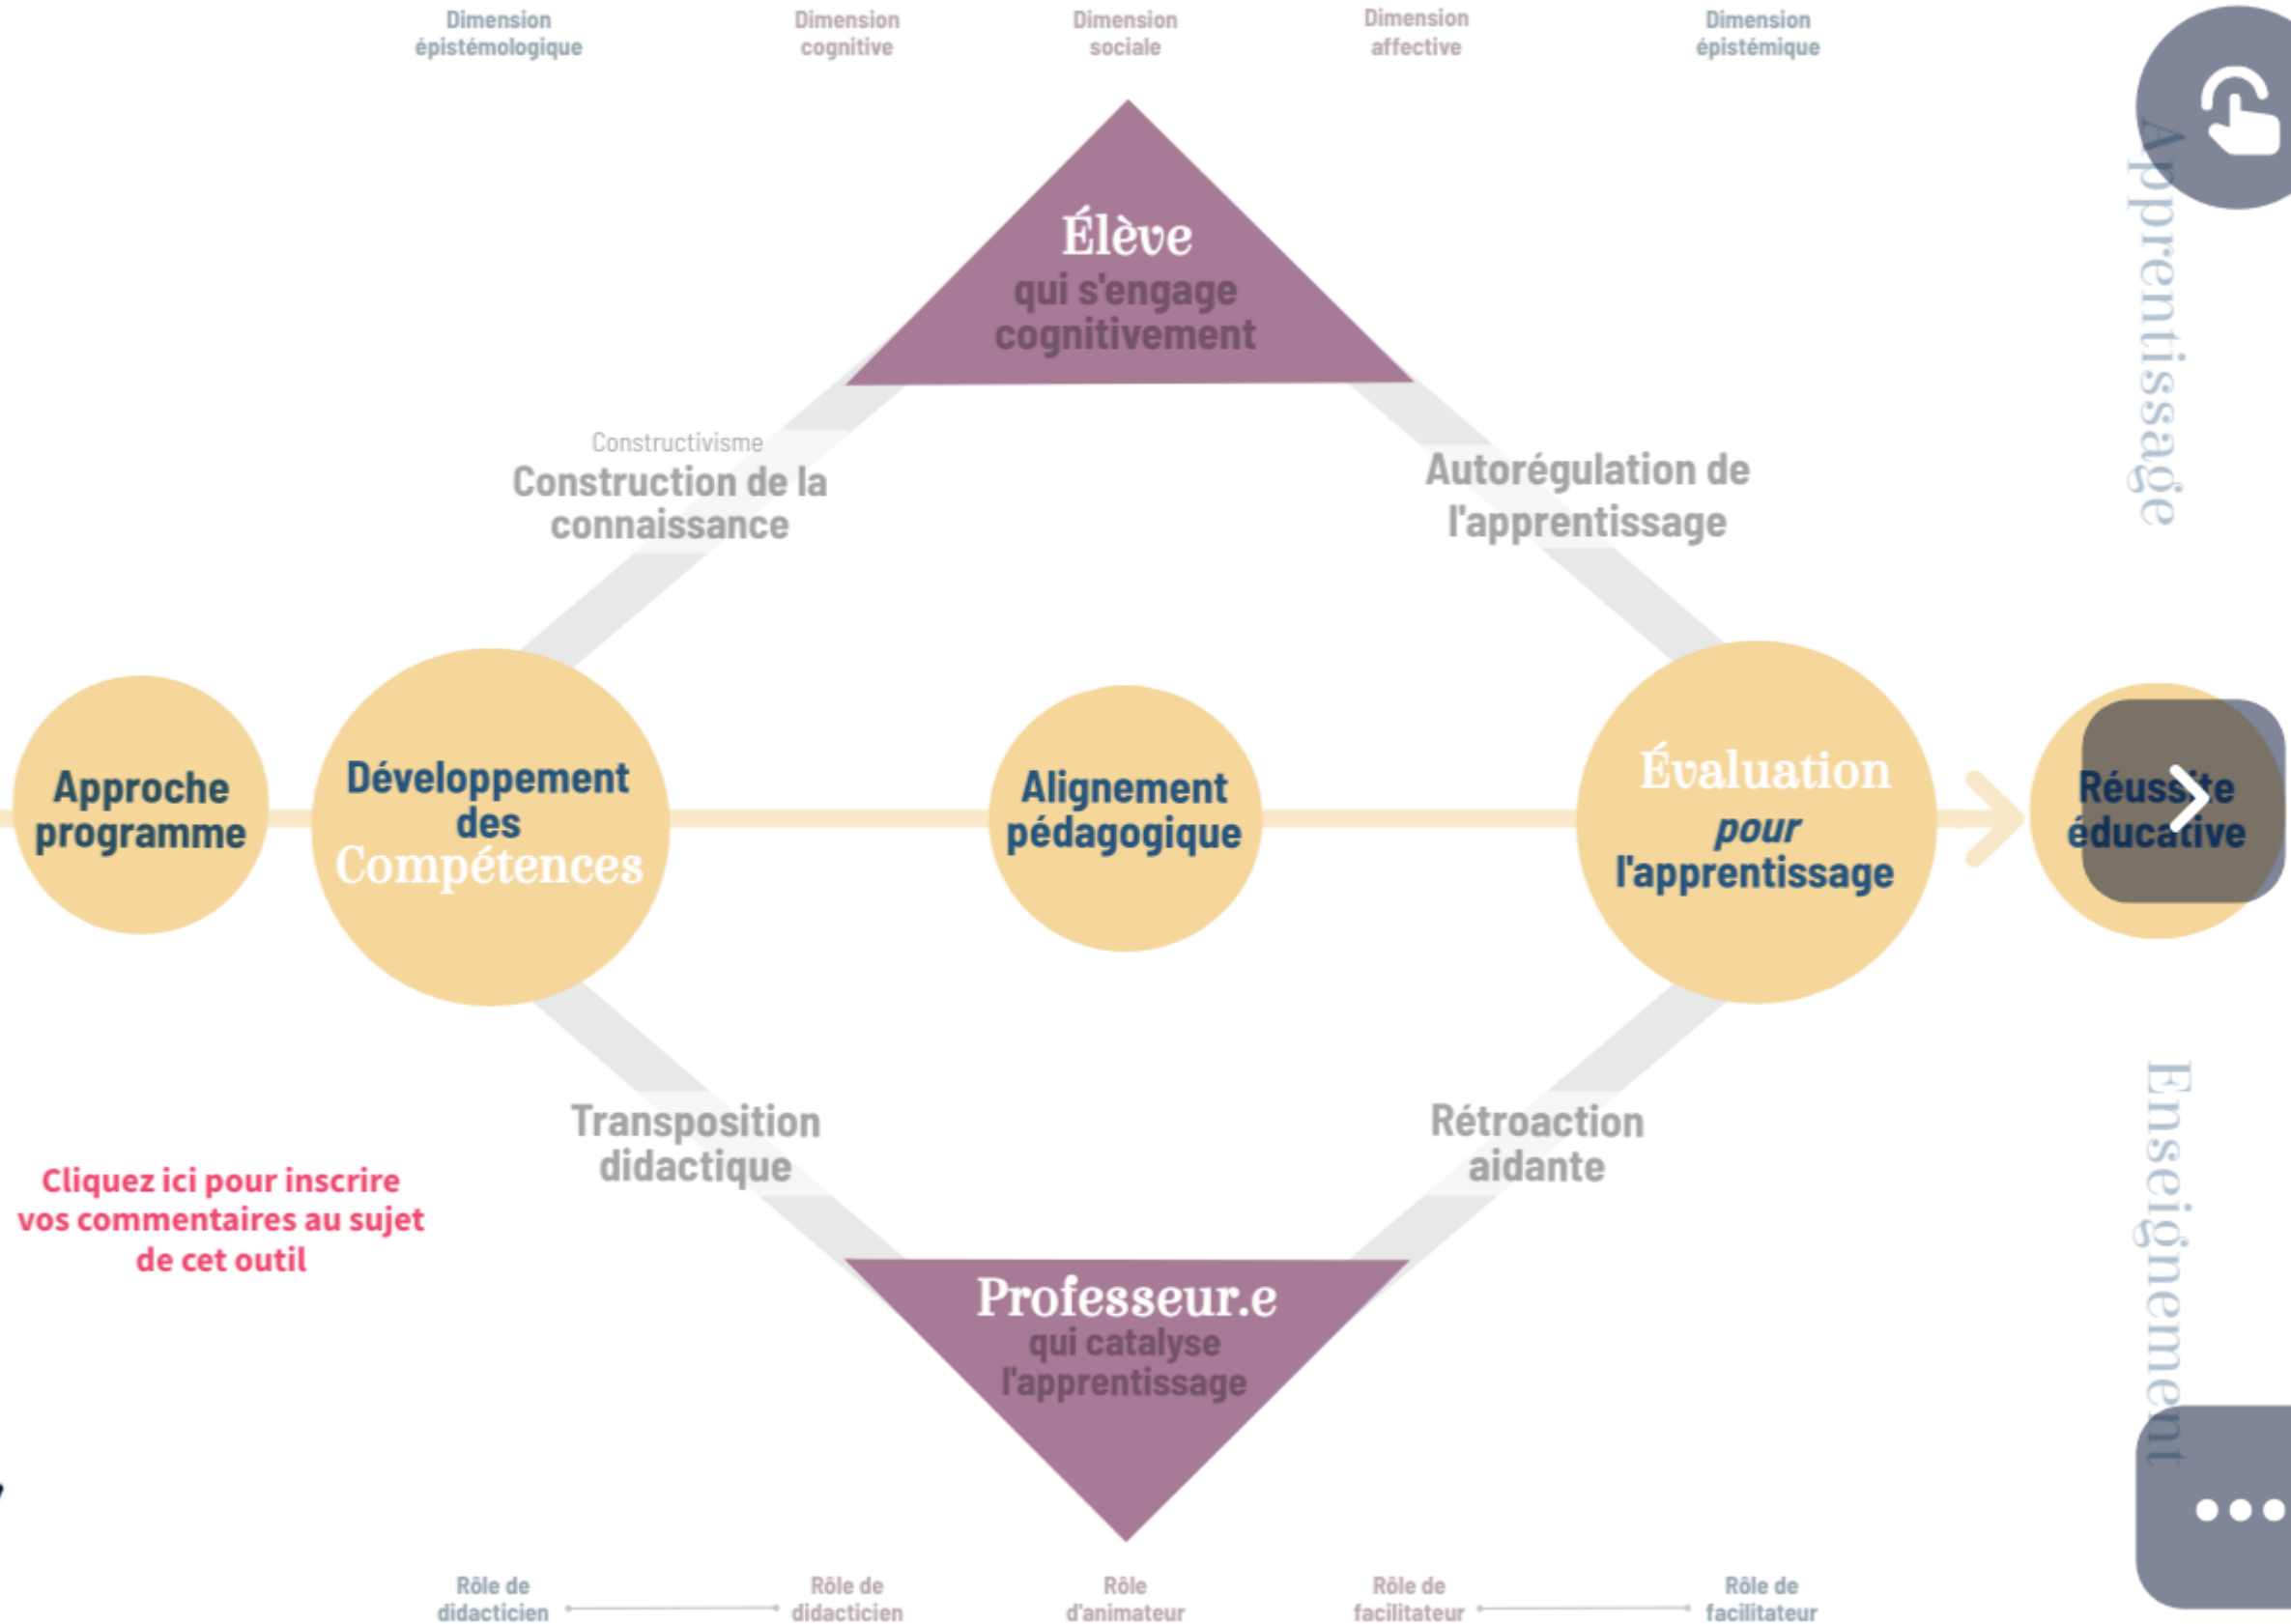 Dimension
épistémologique
Dimension
cognitive
Dimension
sociale
Dimension
affective
Dimension
épistémique
Élève
qui s'engage
cognitivement
Apprentissage
Constructivisme
Construction de la
connaissance
Autorégulation de
l'apprentissage
Approche
programme
Développement
des
Compétences
Alignement
pédagogique
Évaluation
pour
l'apprentissage
Réussite
éducative
Transposition
didactique
Rétroaction
aidante
Enseignement
Cliquez ici pour inscrire
vos commentaires au sujet
de cet outil
Professeur.e
qui catalyse
l'apprentissage
Rôle de
didacticien
Rôle de
didacticien
Rôle
d'animateur
Rôle de
facilitateur
Rôle de
facilitateur